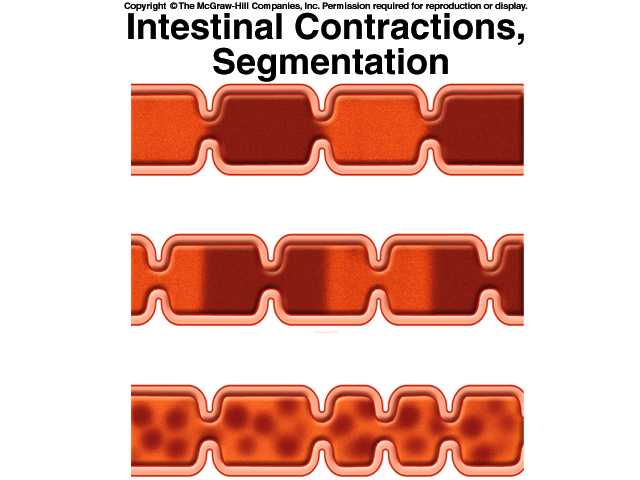 Copyright © The McGraw-Hill Companies, Inc. Permission required for reproduction or display.
Intestinal Contractions,
Segmentation